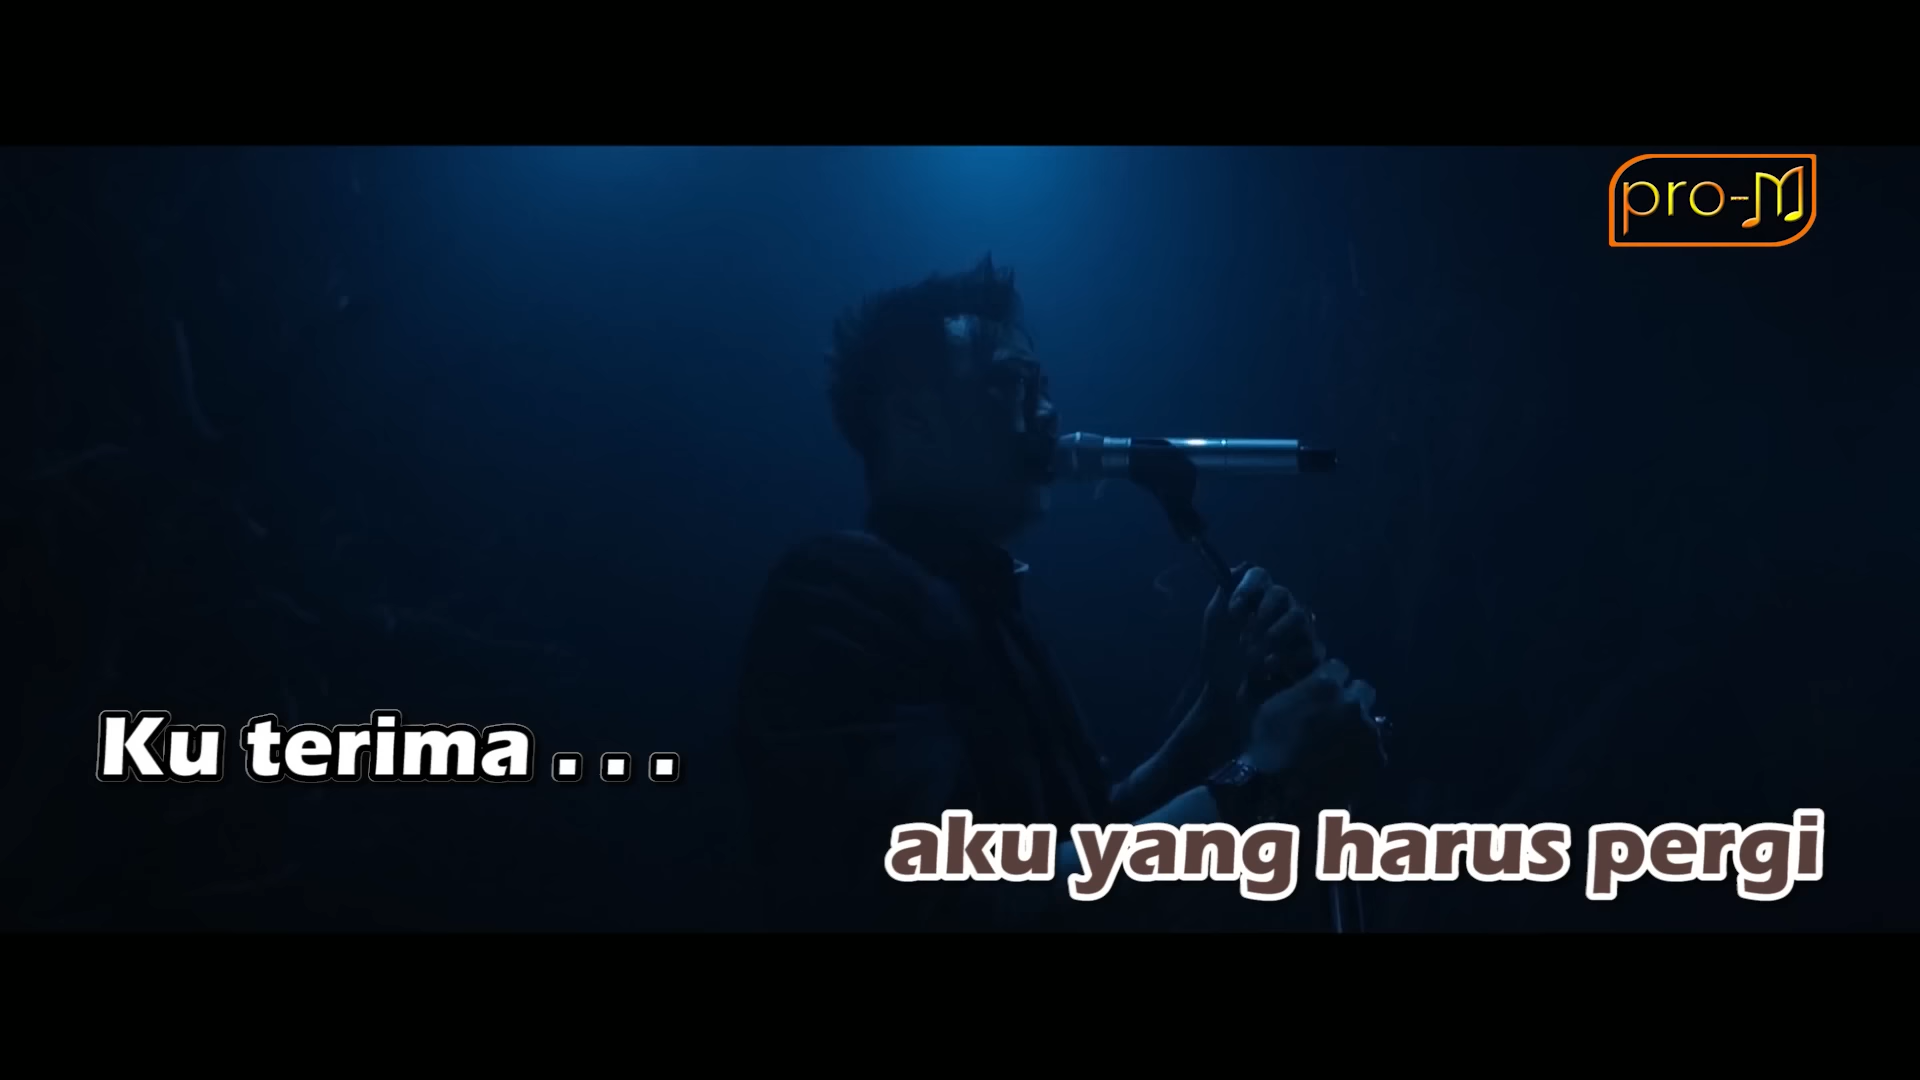 pro-M
Ku terima . . .
aku yang harus pergi